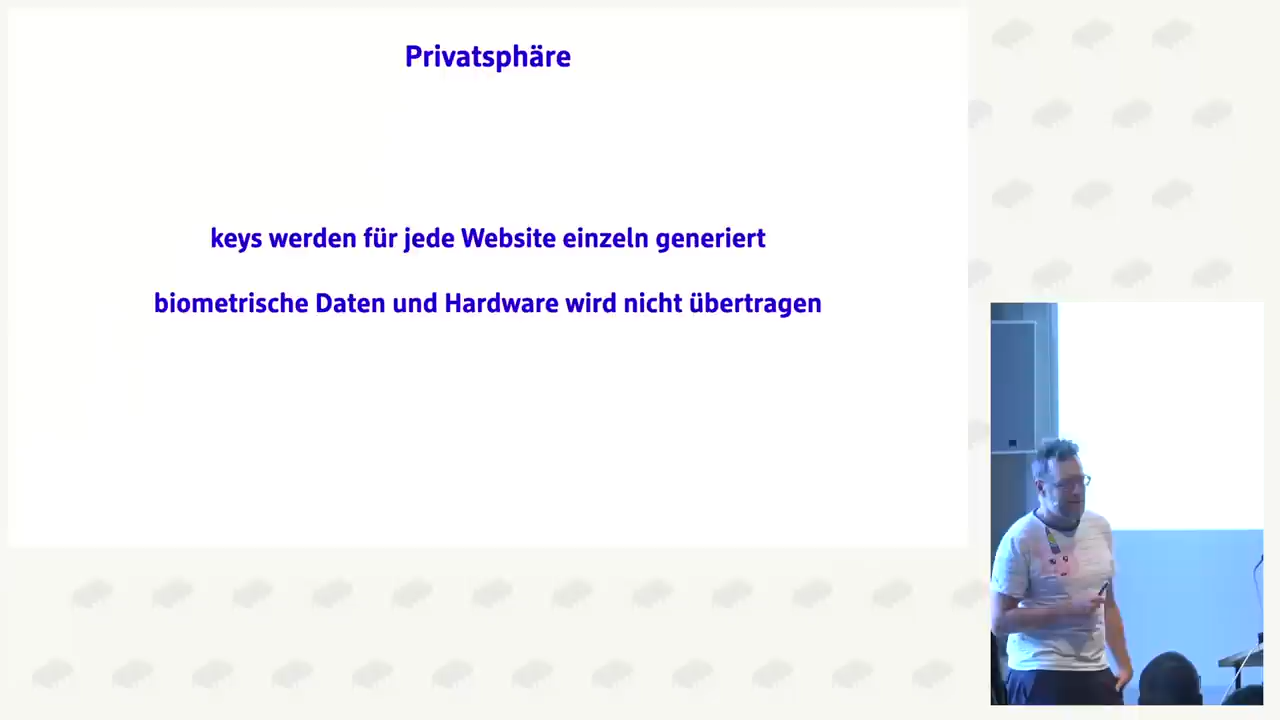 Privatsphäre
keys werden für jede Website einzeln generiert
biometrische Daten und Hardware wird nicht übertragen